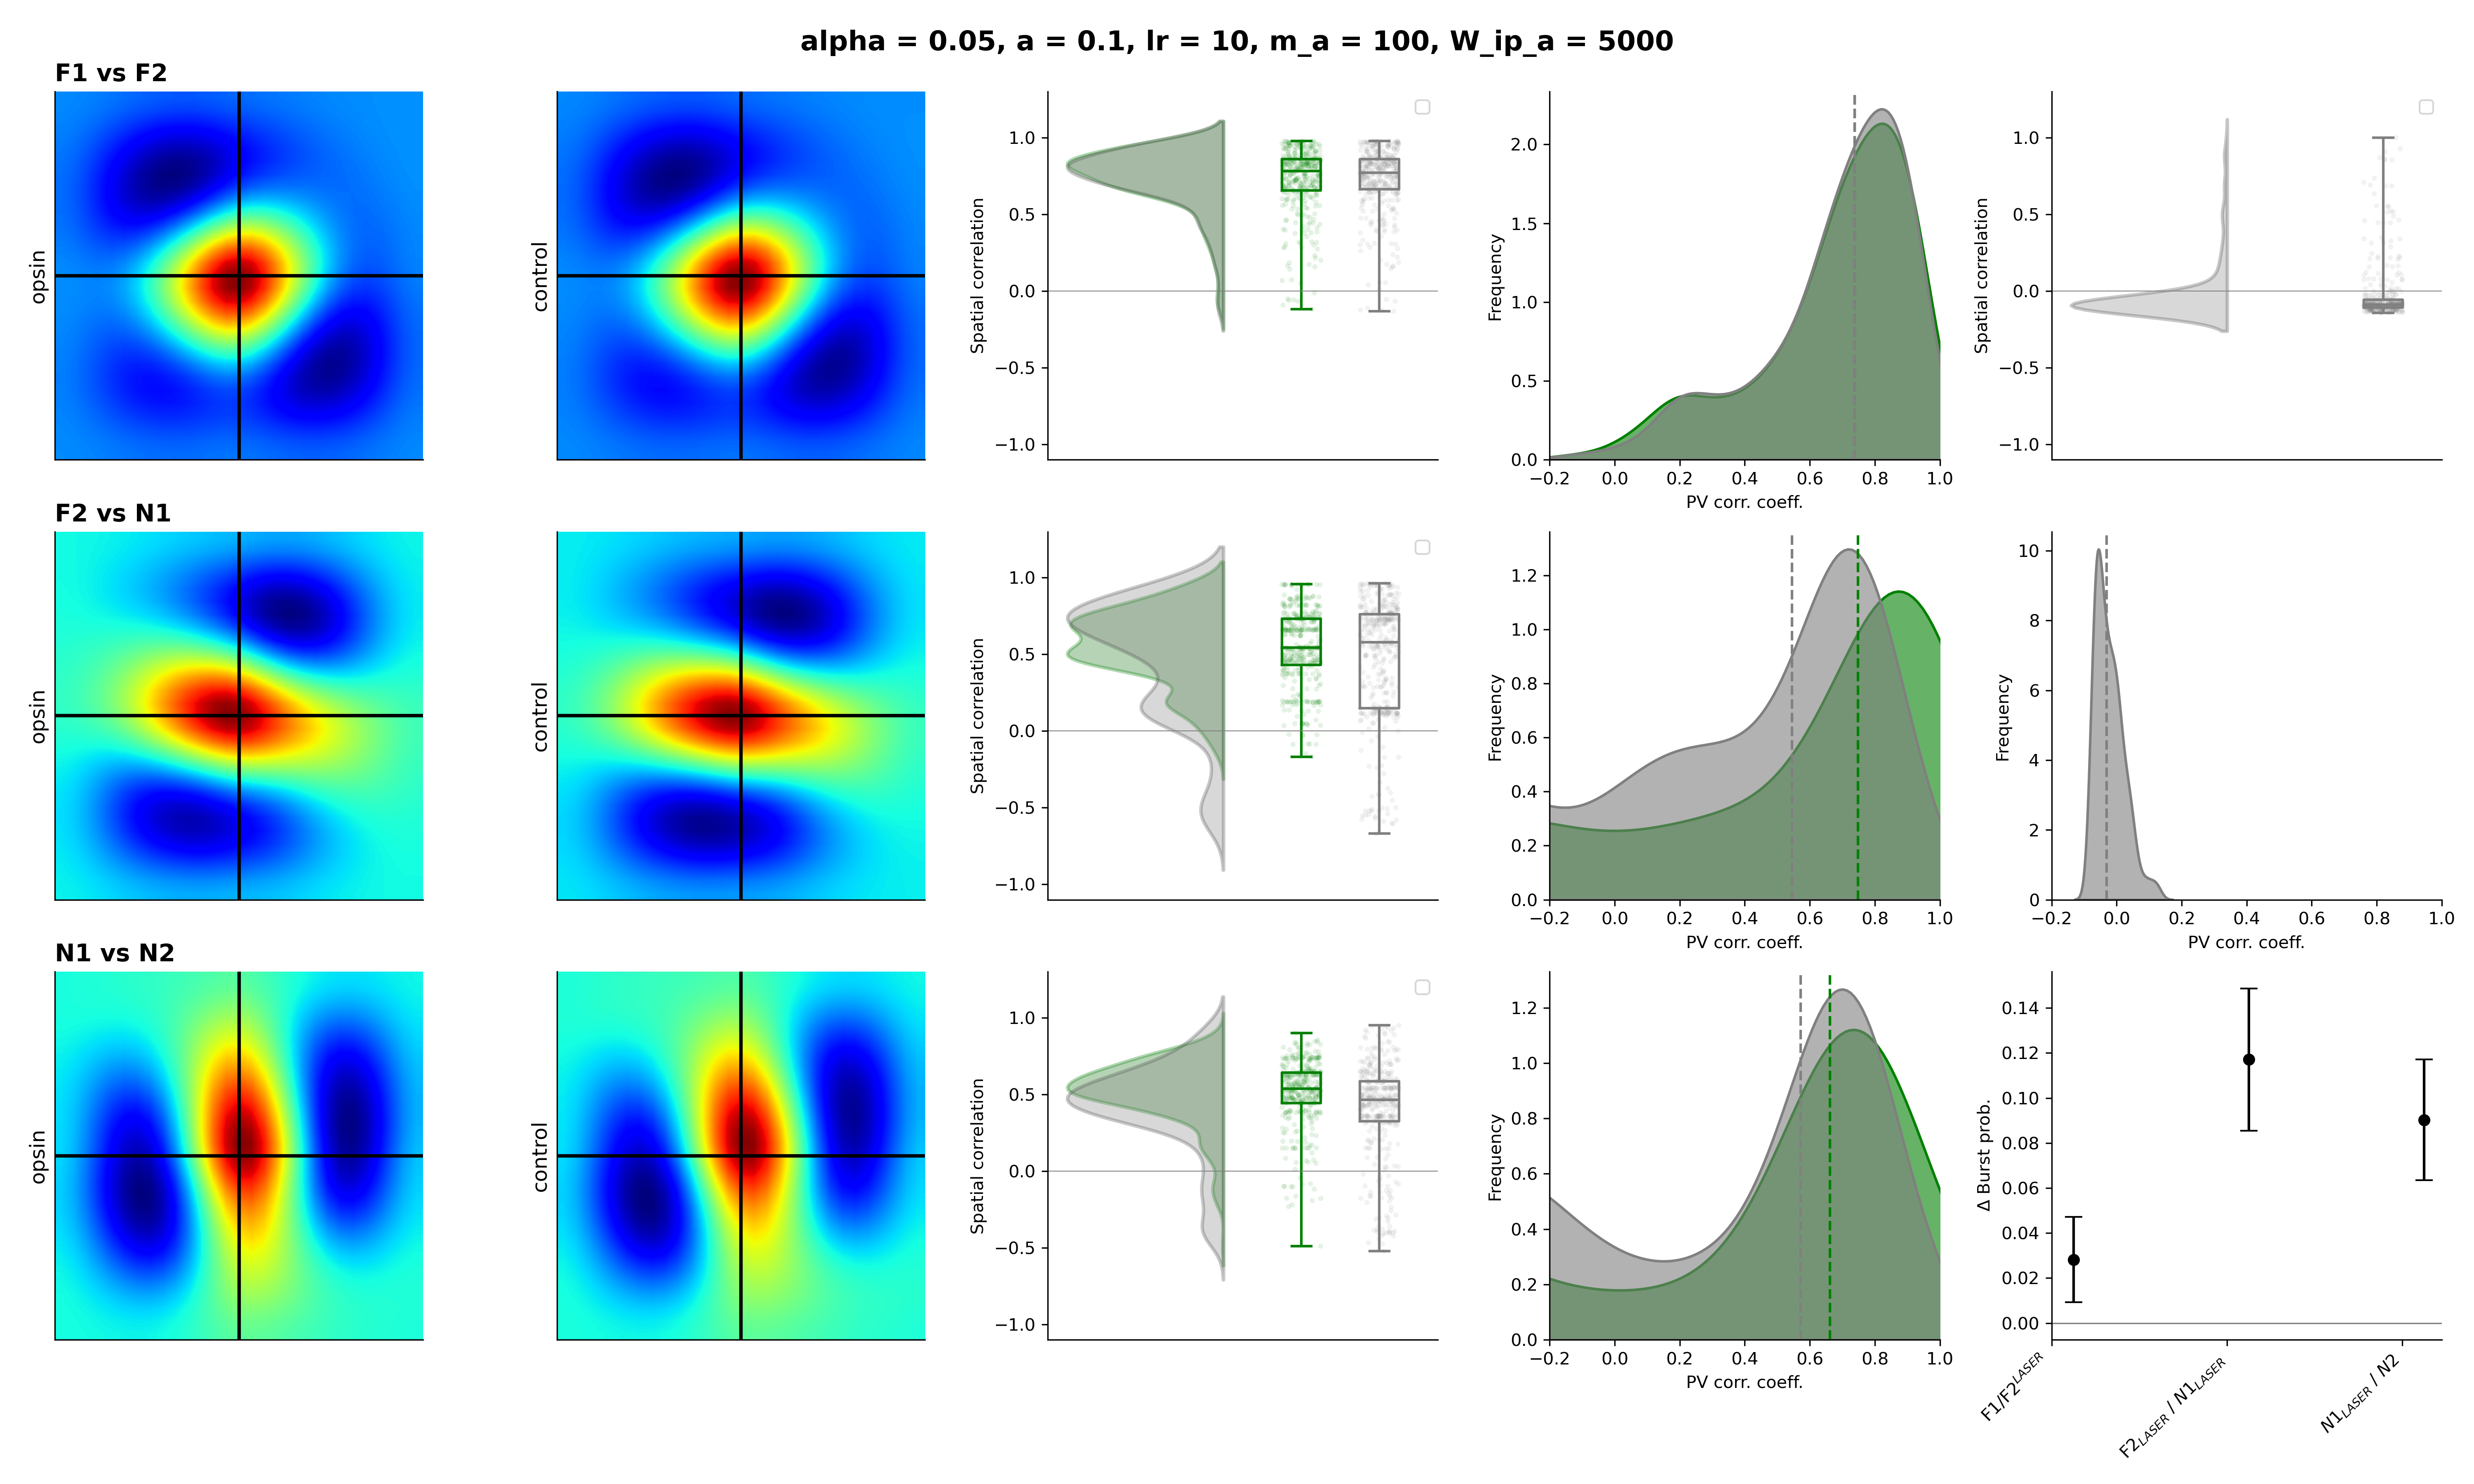 alpha = 0.05, a = 0.1, lr = 10, m_a = 100, W_ip_a = 5000
F1 vs F2
opsin
control
Spatial correlation
1.0
0.5
0.0
−0.5
−1.0
Frequency
2.0
1.5
1.0
0.5
0.0
−0.2 0.0 0.2 0.4 0.6 0.8 1.0
PV corr. coeff.
Spatial correlation
1.0
0.5
0.0
−0.5
−1.0
F2 vs N1
opsin
control
Spatial correlation
1.0
0.5
0.0
−0.5
−1.0
Frequency
1.2
1.0
0.8
0.6
0.4
0.2
0.0
−0.2 0.0 0.2 0.4 0.6 0.8 1.0
PV corr. coeff.
Frequency
10
8
6
4
2
0
−0.2 0.0 0.2 0.4 0.6 0.8 1.0
PV corr. coeff.
N1 vs N2
opsin
control
Spatial correlation
1.0
0.5
0.0
−0.5
−1.0
Frequency
1.2
1.0
0.8
0.6
0.4
0.2
0.0
−0.2 0.0 0.2 0.4 0.6 0.8 1.0
PV corr. coeff.
Δ Burst prob.
0.14
0.12
0.10
0.08
0.06
0.04
0.02
0.00
F1/F2^LASER
F2_LASER / N1_LASER
N1_LASER / N2